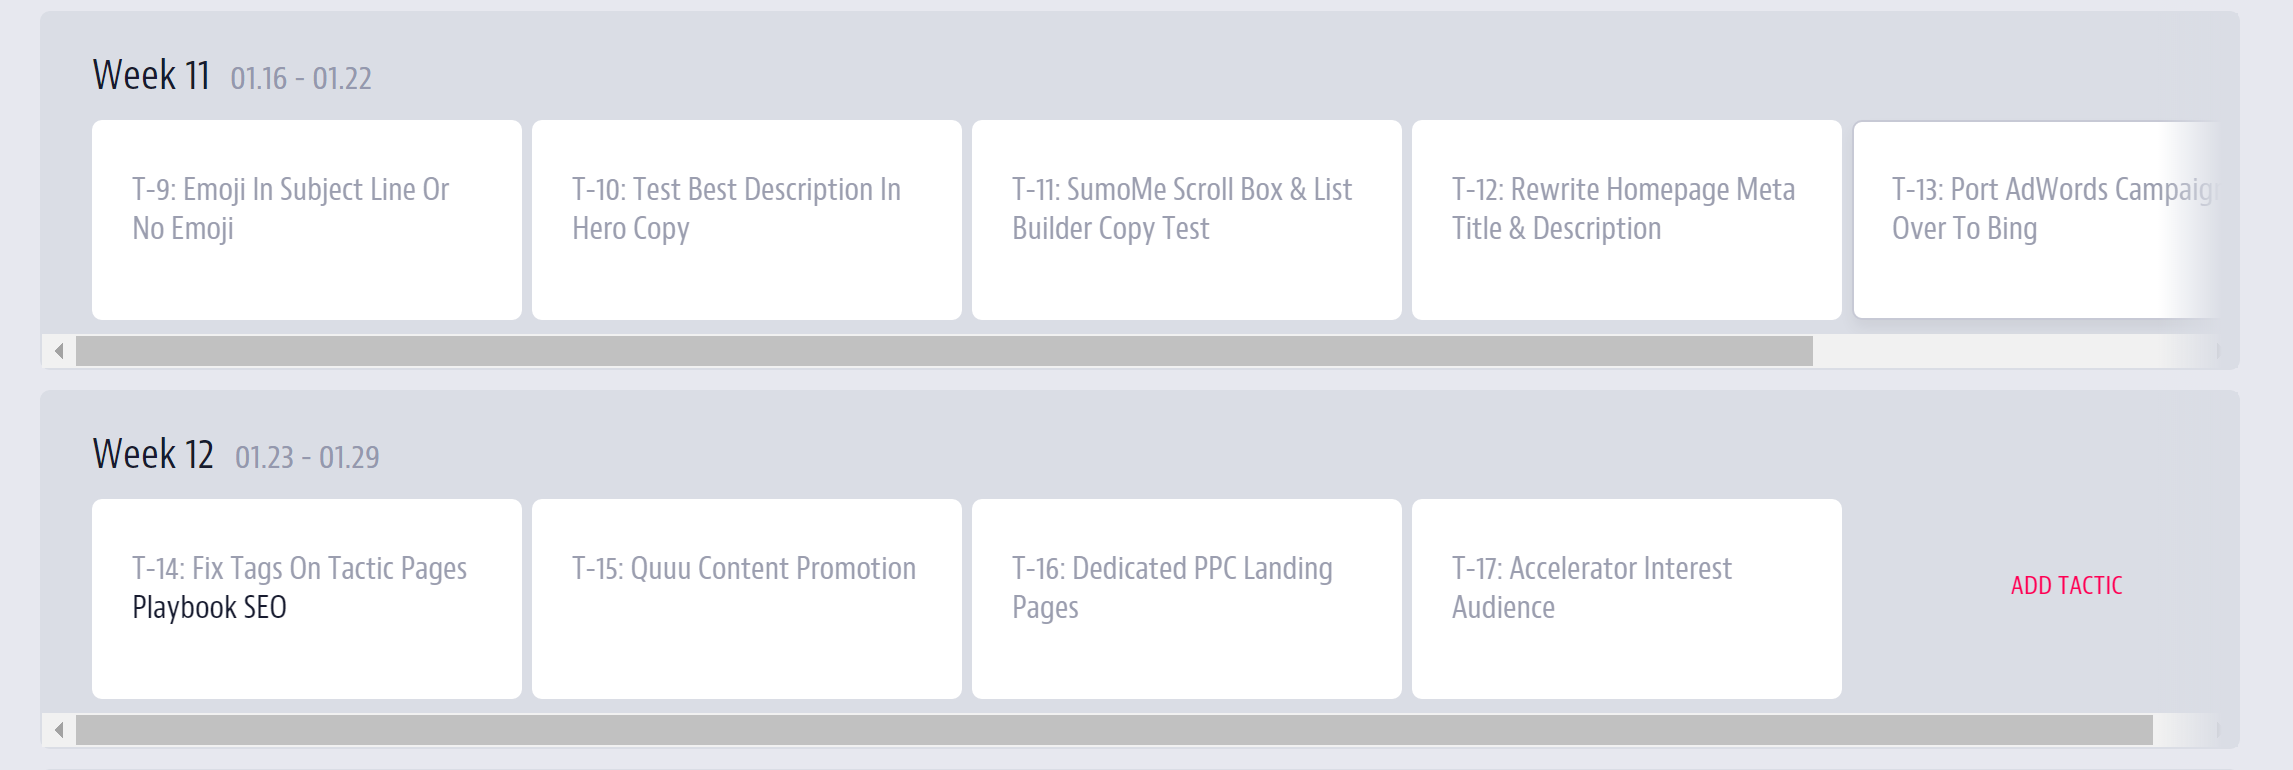 Week 11 01.16 - 01.22
T-9: Emoji In Subject Line Or
No Emoji
T-10: Test Best Description In
Hero Copy
T-11: SumoMe Scroll Box & List
Builder Copy Test
T-12: Rewrite Homepage Meta
Title & Description
T-13: Port AdWords Campaig
Over To Bing
Week 12 01.23 - 01.29
T-14: Fix Tags On Tactic Pages
Playbook SEO
T-15: Quuu Content Promotion
T-16: Dedicated PPC Landing
Pages
T-17: Accelerator Interest
Audience
ADD TACTIC